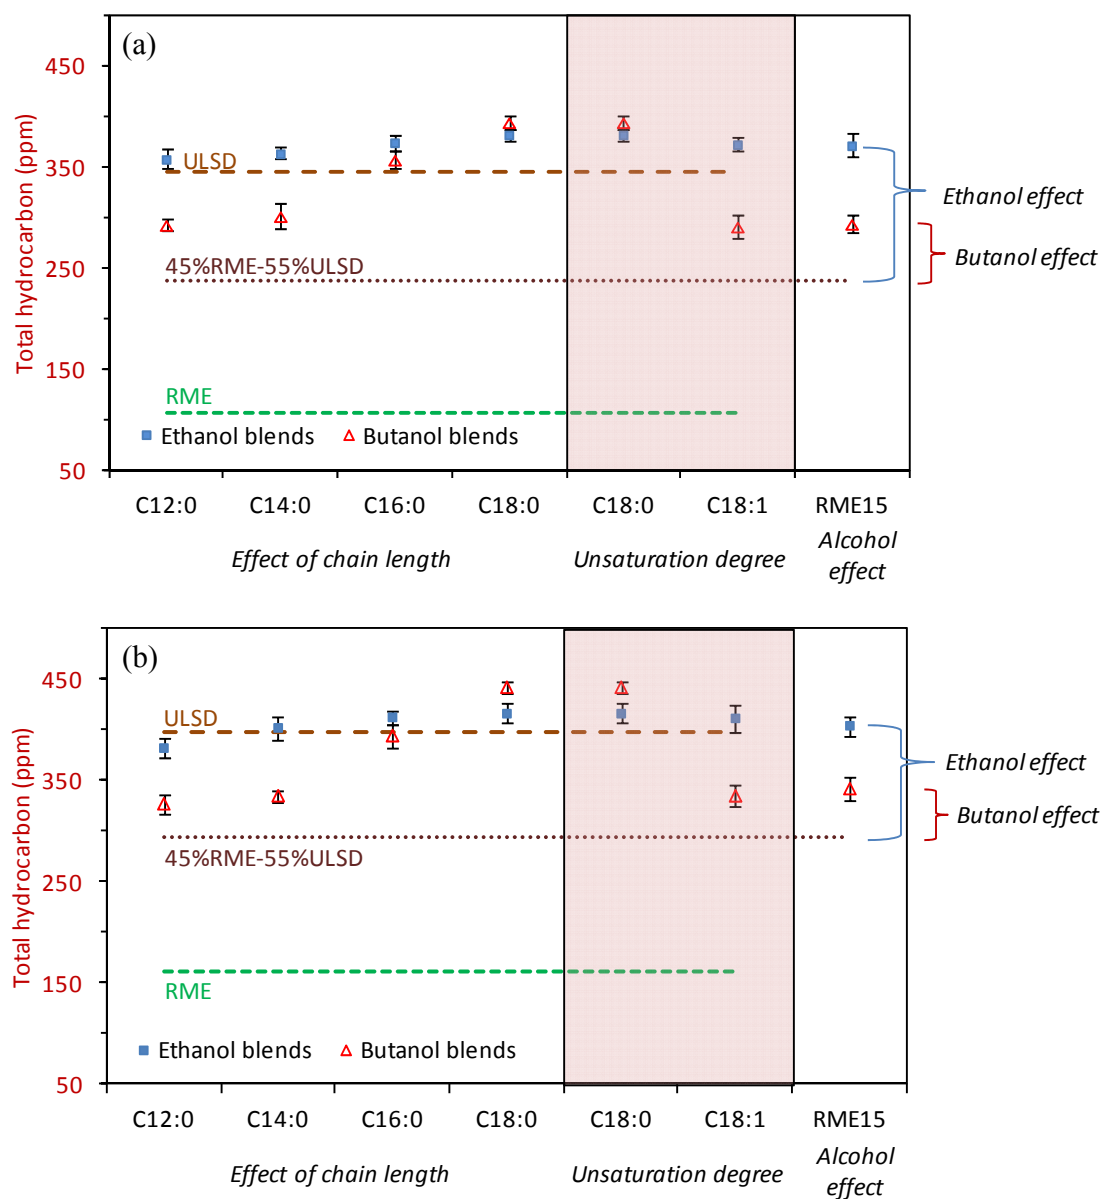 (a)
Total hydrocarbon (ppm)
450
350
250
150
50
ULSD
45%RME-55%ULSD
RME
Ethanol blends Butanol blends
Ethanol effect
Butanol effect
C12:0 C14:0 C16:0 C18:0 C18:0 C18:1 RME15
Effect of chain length Unsaturation degree Alcohol
effect
(b)
Total hydrocarbon (ppm)
450
350
250
150
50
ULSD
45%RME-55%ULSD
RME
Ethanol blends Butanol blends
Ethanol effect
Butanol effect
C12:0 C14:0 C16:0 C18:0 C18:0 C18:1 RME15
Effect of chain length Unsaturation degree Alcohol
effect